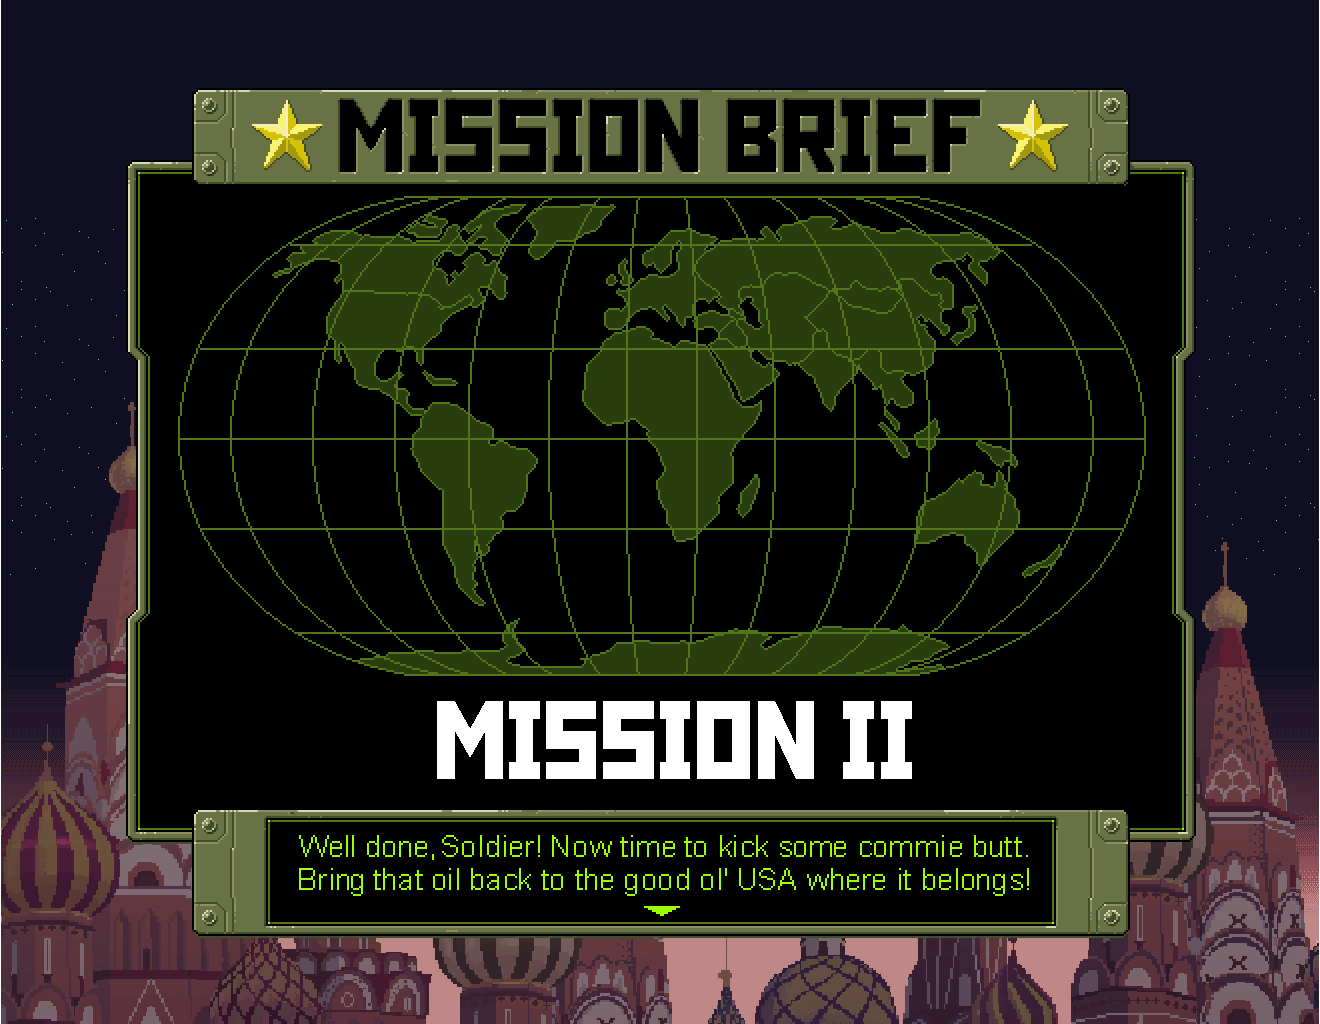 MISSION BRIEF
MISSION II
Well done, Soldier! Now time to kick some commie butt.
Bring that oil back to the good ol' USA where it belongs!